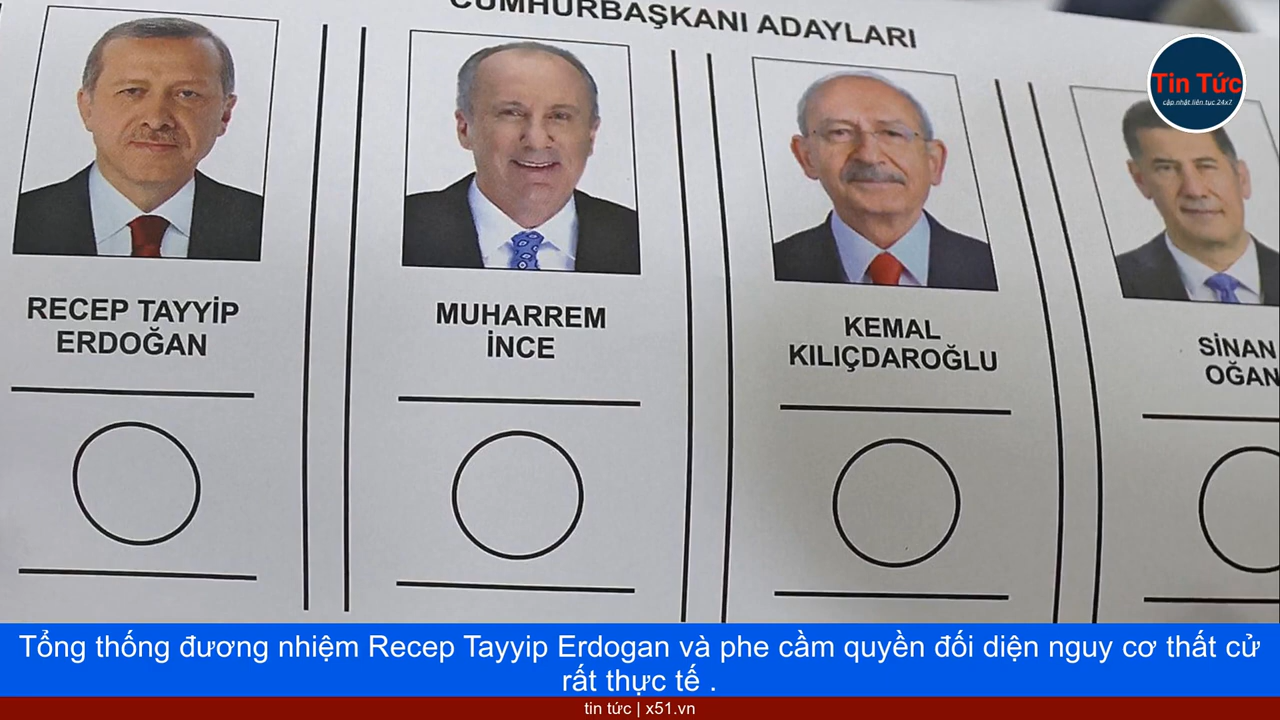 CUMHURBAŞKANI ADAYLARI
Tin Tức
cập nhật liên tục 24x7
RECEP TAYYİP
ERDOĞAN
MUHARREM
İNCE
KEMAL
KILIÇDAROĞLU
SİNAN
OĞAN
Tổng thống đương nhiệm Recep Tayyip Erdogan và phe cầm quyền đối diện nguy cơ thất cử
rất thực tế .
tin tức | x51.vn